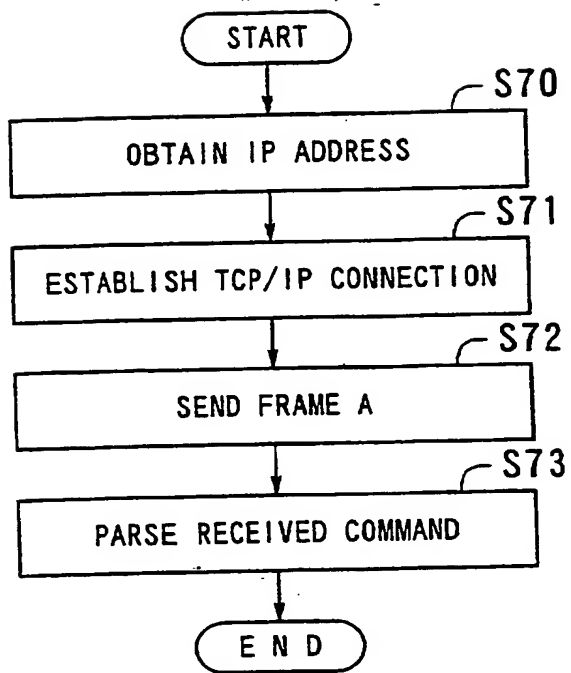 START
S70
OBTAIN IP ADDRESS
S71
ESTABLISH TCP/IP CONNECTION
S72
SEND FRAME A
S73
PARSE RECEIVED COMMAND
END